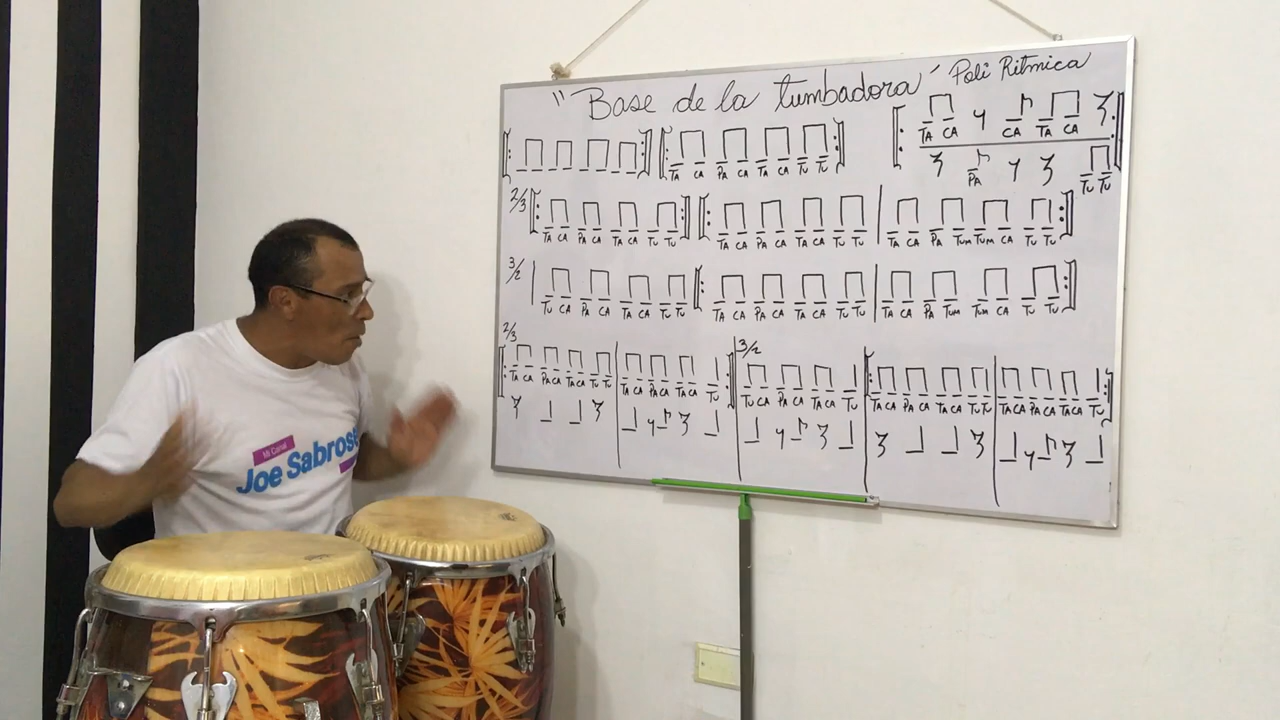 "Base de la tumbadora" Poli Ritmica
TA CA PA CA TA CA TU TU
TA CA CA TA CA
PA TU TU
2/3 TA CA PA CA TA CA TU TU TA CA PA CA TA CA TU TU TA CA PA TUM TUM CA TU TU
3/2 TU CA PA CA TA CA TU TU TA CA PA CA TA CA TU TU TA CA PA TUM TUM CA TU TU
2/3 3/2
TA CA PA CA TA CA TU TU TA CA PA CA TA CA TU TU CA PA CA TA CA TU TA CA PA CA TA CA TU TU TA CA PA CA TA CA TU
Mi Canal
Joe Sabros